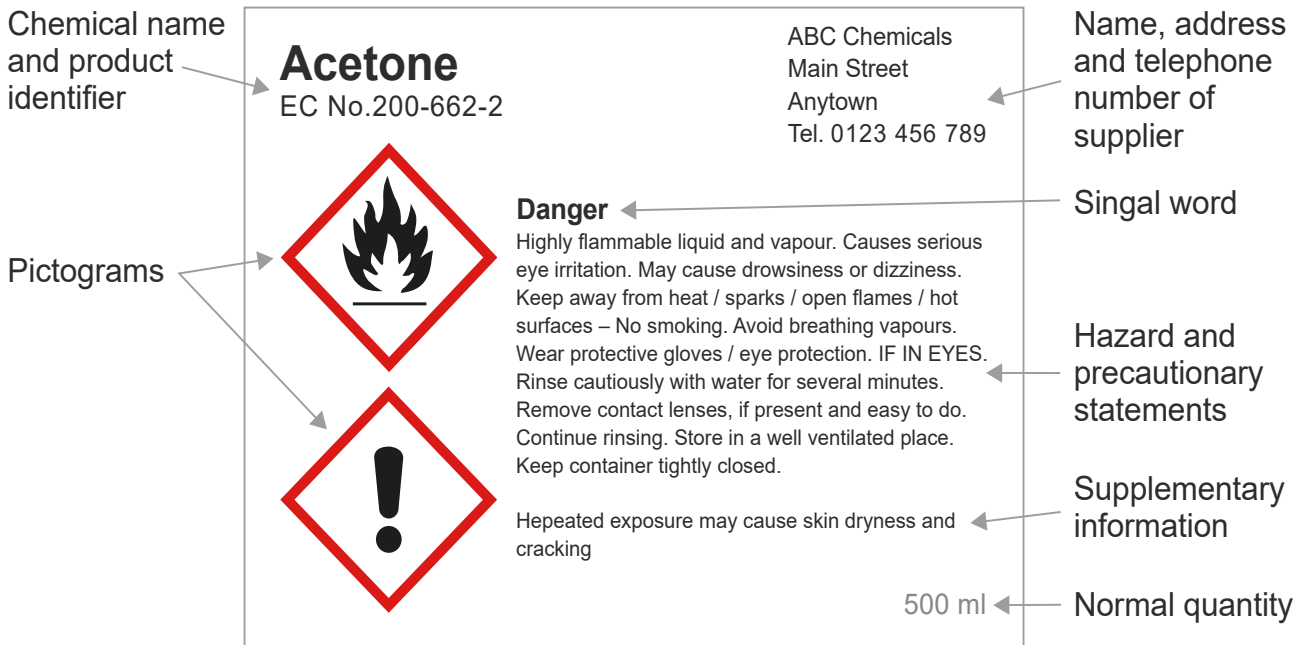 Chemical name
and product
identifier
Acetone
EC No.200-662-2
ABC Chemicals
Main Street
Anytown
Tel. 0123 456 789
Name, address
and telephone
number of
supplier
Pictograms
Danger
Singal word
Highly flammable liquid and vapour. Causes serious
eye irritation. May cause drowsiness or dizziness.
Keep away from heat / sparks / open flames / hot
surfaces – No smoking. Avoid breathing vapours.
Wear protective gloves / eye protection. IF IN EYES.
Rinse cautiously with water for several minutes.
Remove contact lenses, if present and easy to do.
Continue rinsing. Store in a well ventilated place.
Keep container tightly closed.
Hazard and
precautionary
statements
Hepeated exposure may cause skin dryness and
cracking
Supplementary
information
500 ml
Normal quantity